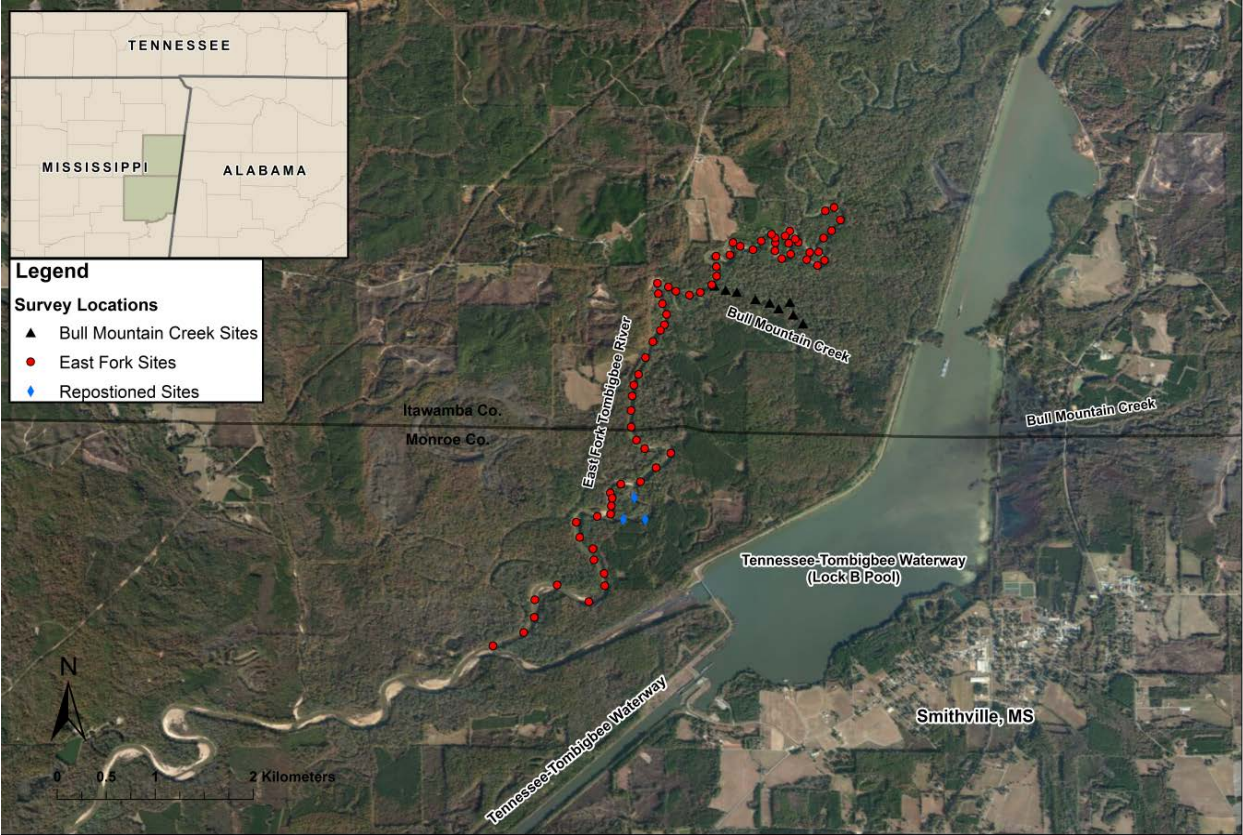 TENNESSEE
MISSISSIPPI
ALABAMA
Legend
Survey Locations
Bull Mountain Creek Sites
East Fork Sites
Repostioned Sites
Bull Mountain Creek
East Fork Tombigbee River
Itawamba Co.
Monroe Co.
Bull Mountain Creek
Tennessee-Tombigbee Waterway
(Lock B Pool)
N
Tennessee-Tombigbee Waterway
Smithville, MS
0 0.5 1 2 Kilometers